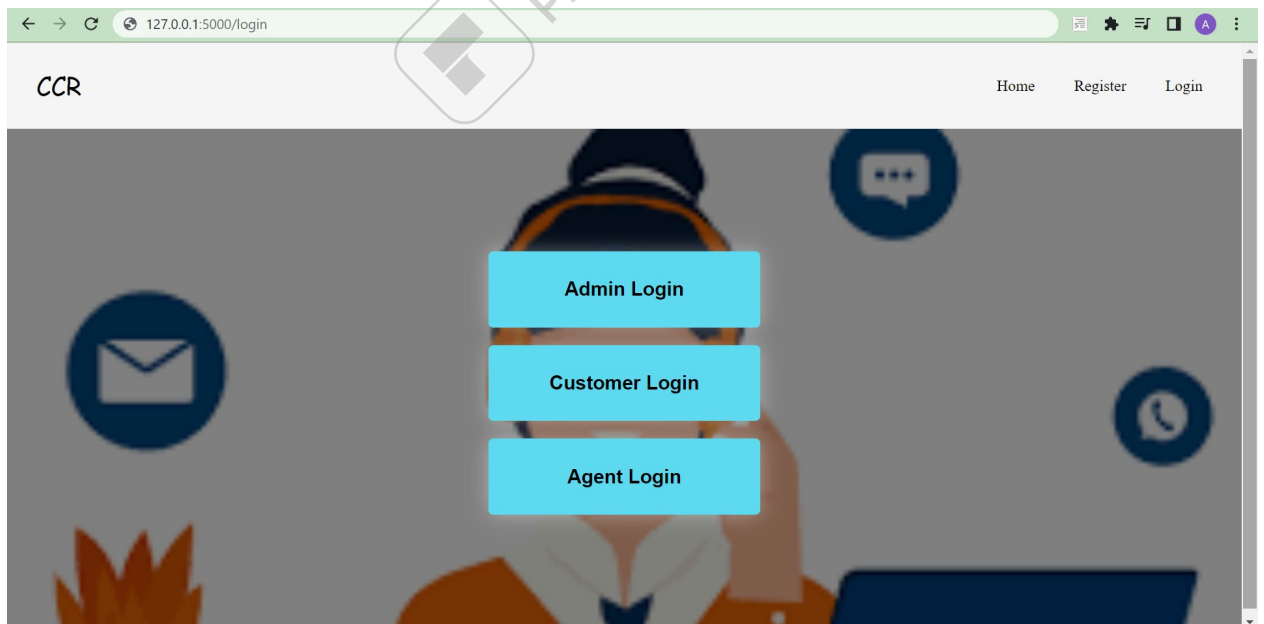 127.0.0.1:5000/login
A
CCR
Home Register Login
Admin Login
Customer Login
Agent Login